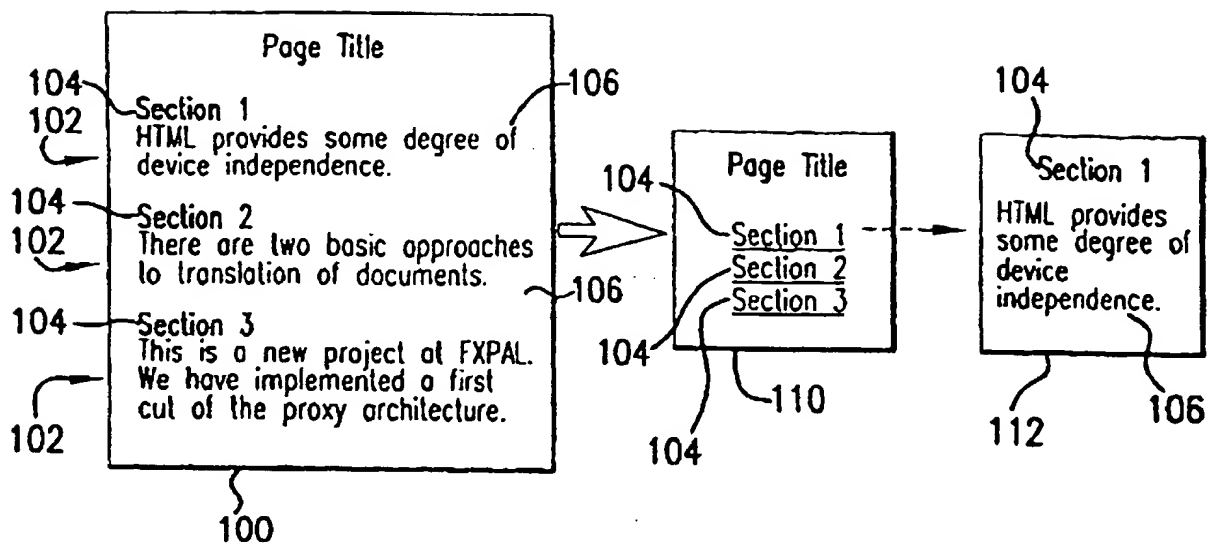 Page Title
104
Section 1
106
102
HTML provides some degree of
device independence.
104
Section 2
102
There are two basic approaches
to translation of documents.
106
104
Section 3
This is a new project at FXPAL.
We have implemented a first
cut of the proxy architecture.
102
100
Page Title
104
Section 1
Section 2
Section 3
104
104
110
104
Section 1
HTML provides
some degree of
device
independence.
106
112